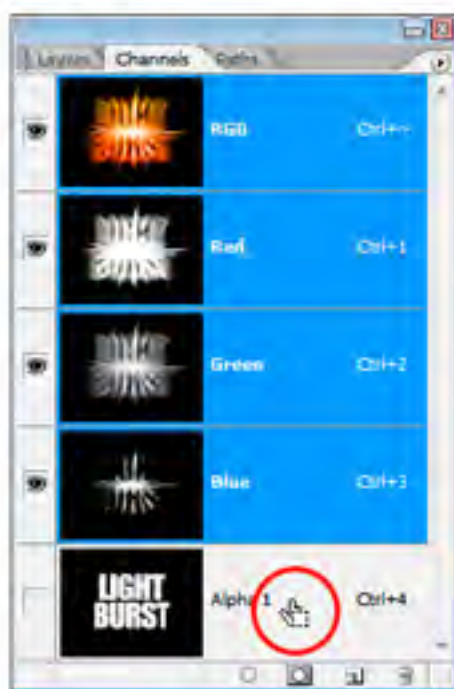 Layers Channels Paths
RGB Ctrl+~
Red Ctrl+1
Green Ctrl+2
Blue Ctrl+3
LIGHT
BURST
Alpha 1 Ctrl+4